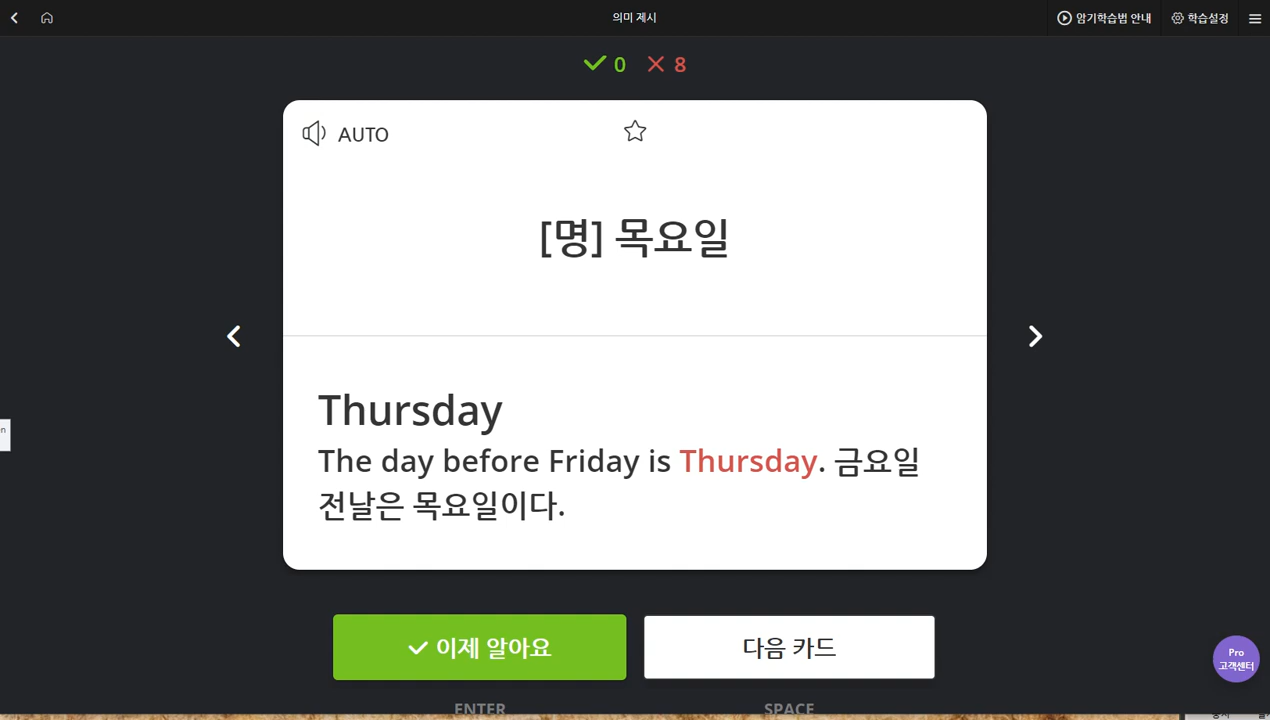 의미 제시
암기학습법 안내
학습설정
0 8
AUTO
[명] 목요일
Thursday
The day before Friday is Thursday. 금요일
전날은 목요일이다.
이제 알아요
다음 카드
Pro
고객센터
ENTER
SPACE